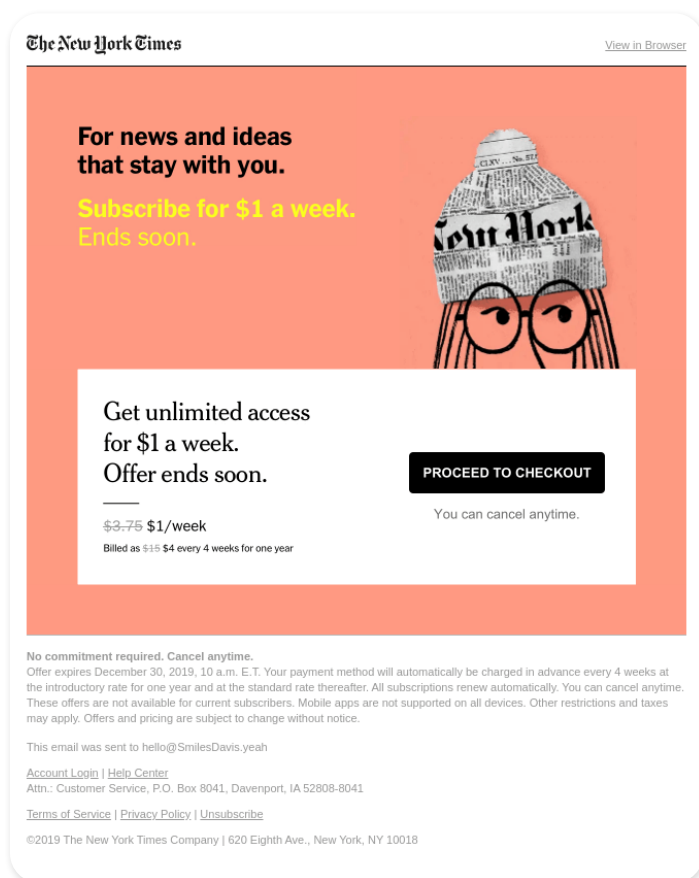 The New York Times
View in Browser
For news and ideas
that stay with you.
Subscribe for $1 a week.
Ends soon.
CLXV . . . No. 57,
New York
Get unlimited access
for $1 a week.
Offer ends soon.
$3.75 $1/week
Billed as $15 $4 every 4 weeks for one year
PROCEED TO CHECKOUT
You can cancel anytime.
No commitment required. Cancel anytime.
Offer expires December 30, 2019, 10 a.m. E.T. Your payment method will automatically be charged in advance every 4 weeks at
the introductory rate for one year and at the standard rate thereafter. All subscriptions renew automatically. You can cancel anytime.
These offers are not available for current subscribers. Mobile apps are not supported on all devices. Other restrictions and taxes
may apply. Offers and pricing are subject to change without notice.
This email was sent to hello@SmilesDavis.yeah
Account Login | Help Center
Attn.: Customer Service, P.O. Box 8041, Davenport, IA 52808-8041
Terms of Service | Privacy Policy | Unsubscribe
©2019 The New York Times Company | 620 Eighth Ave., New York, NY 10018